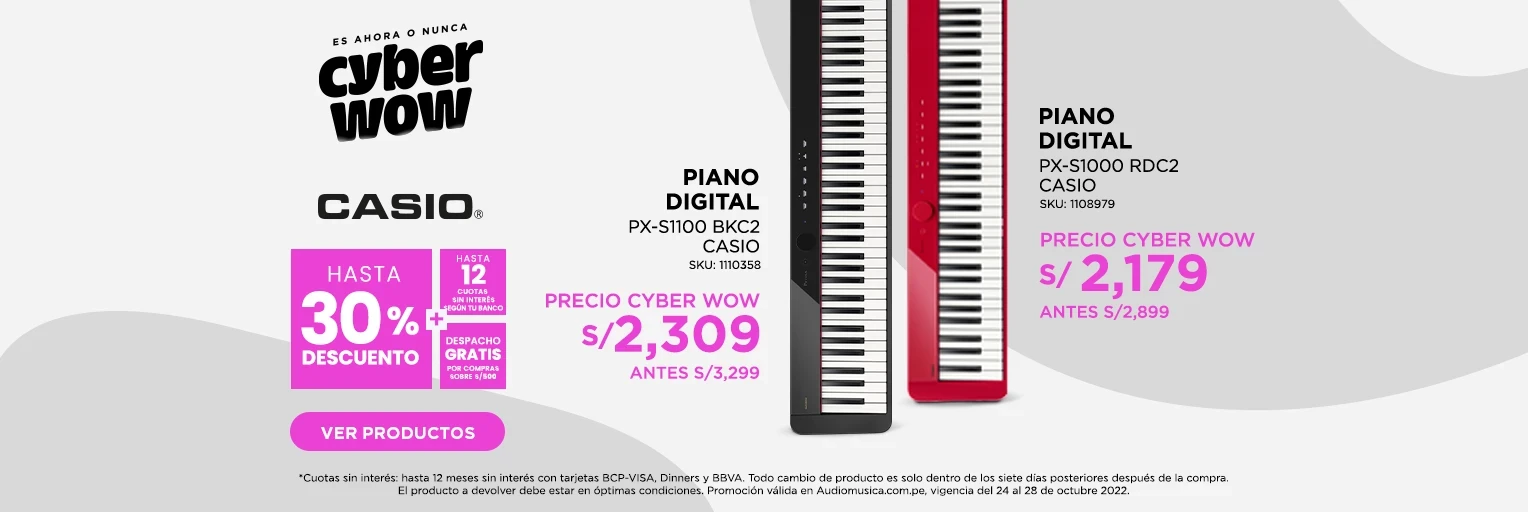 ES AHORA O NUNCA
cyber
wow
CASIO®
HASTA
30%
DESCUENTO
+
HASTA
12
CUOTAS
SIN INTERÉS
SEGÚN TU BANCO
DESPACHO
GRATIS
POR COMPRAS
SOBRE S/500
VER PRODUCTOS
PIANO
DIGITAL
PX-S1100 BKC2
CASIO
SKU: 1110358
PRECIO CYBER WOW
S/2,309
ANTES S/3,299
PIANO
DIGITAL
PX-S1000 RDC2
CASIO
SKU: 1108979
PRECIO CYBER WOW
S/ 2,179
ANTES S/2,899
*Cuotas sin interés: hasta 12 meses sin interés con tarjetas BCP-VISA, Dinners y BBVA. Todo cambio de producto es solo dentro de los siete días posteriores después de la compra.
El producto a devolver debe estar en óptimas condiciones. Promoción válida en Audiomusica.com.pe, vigencia del 24 al 28 de octubre 2022.